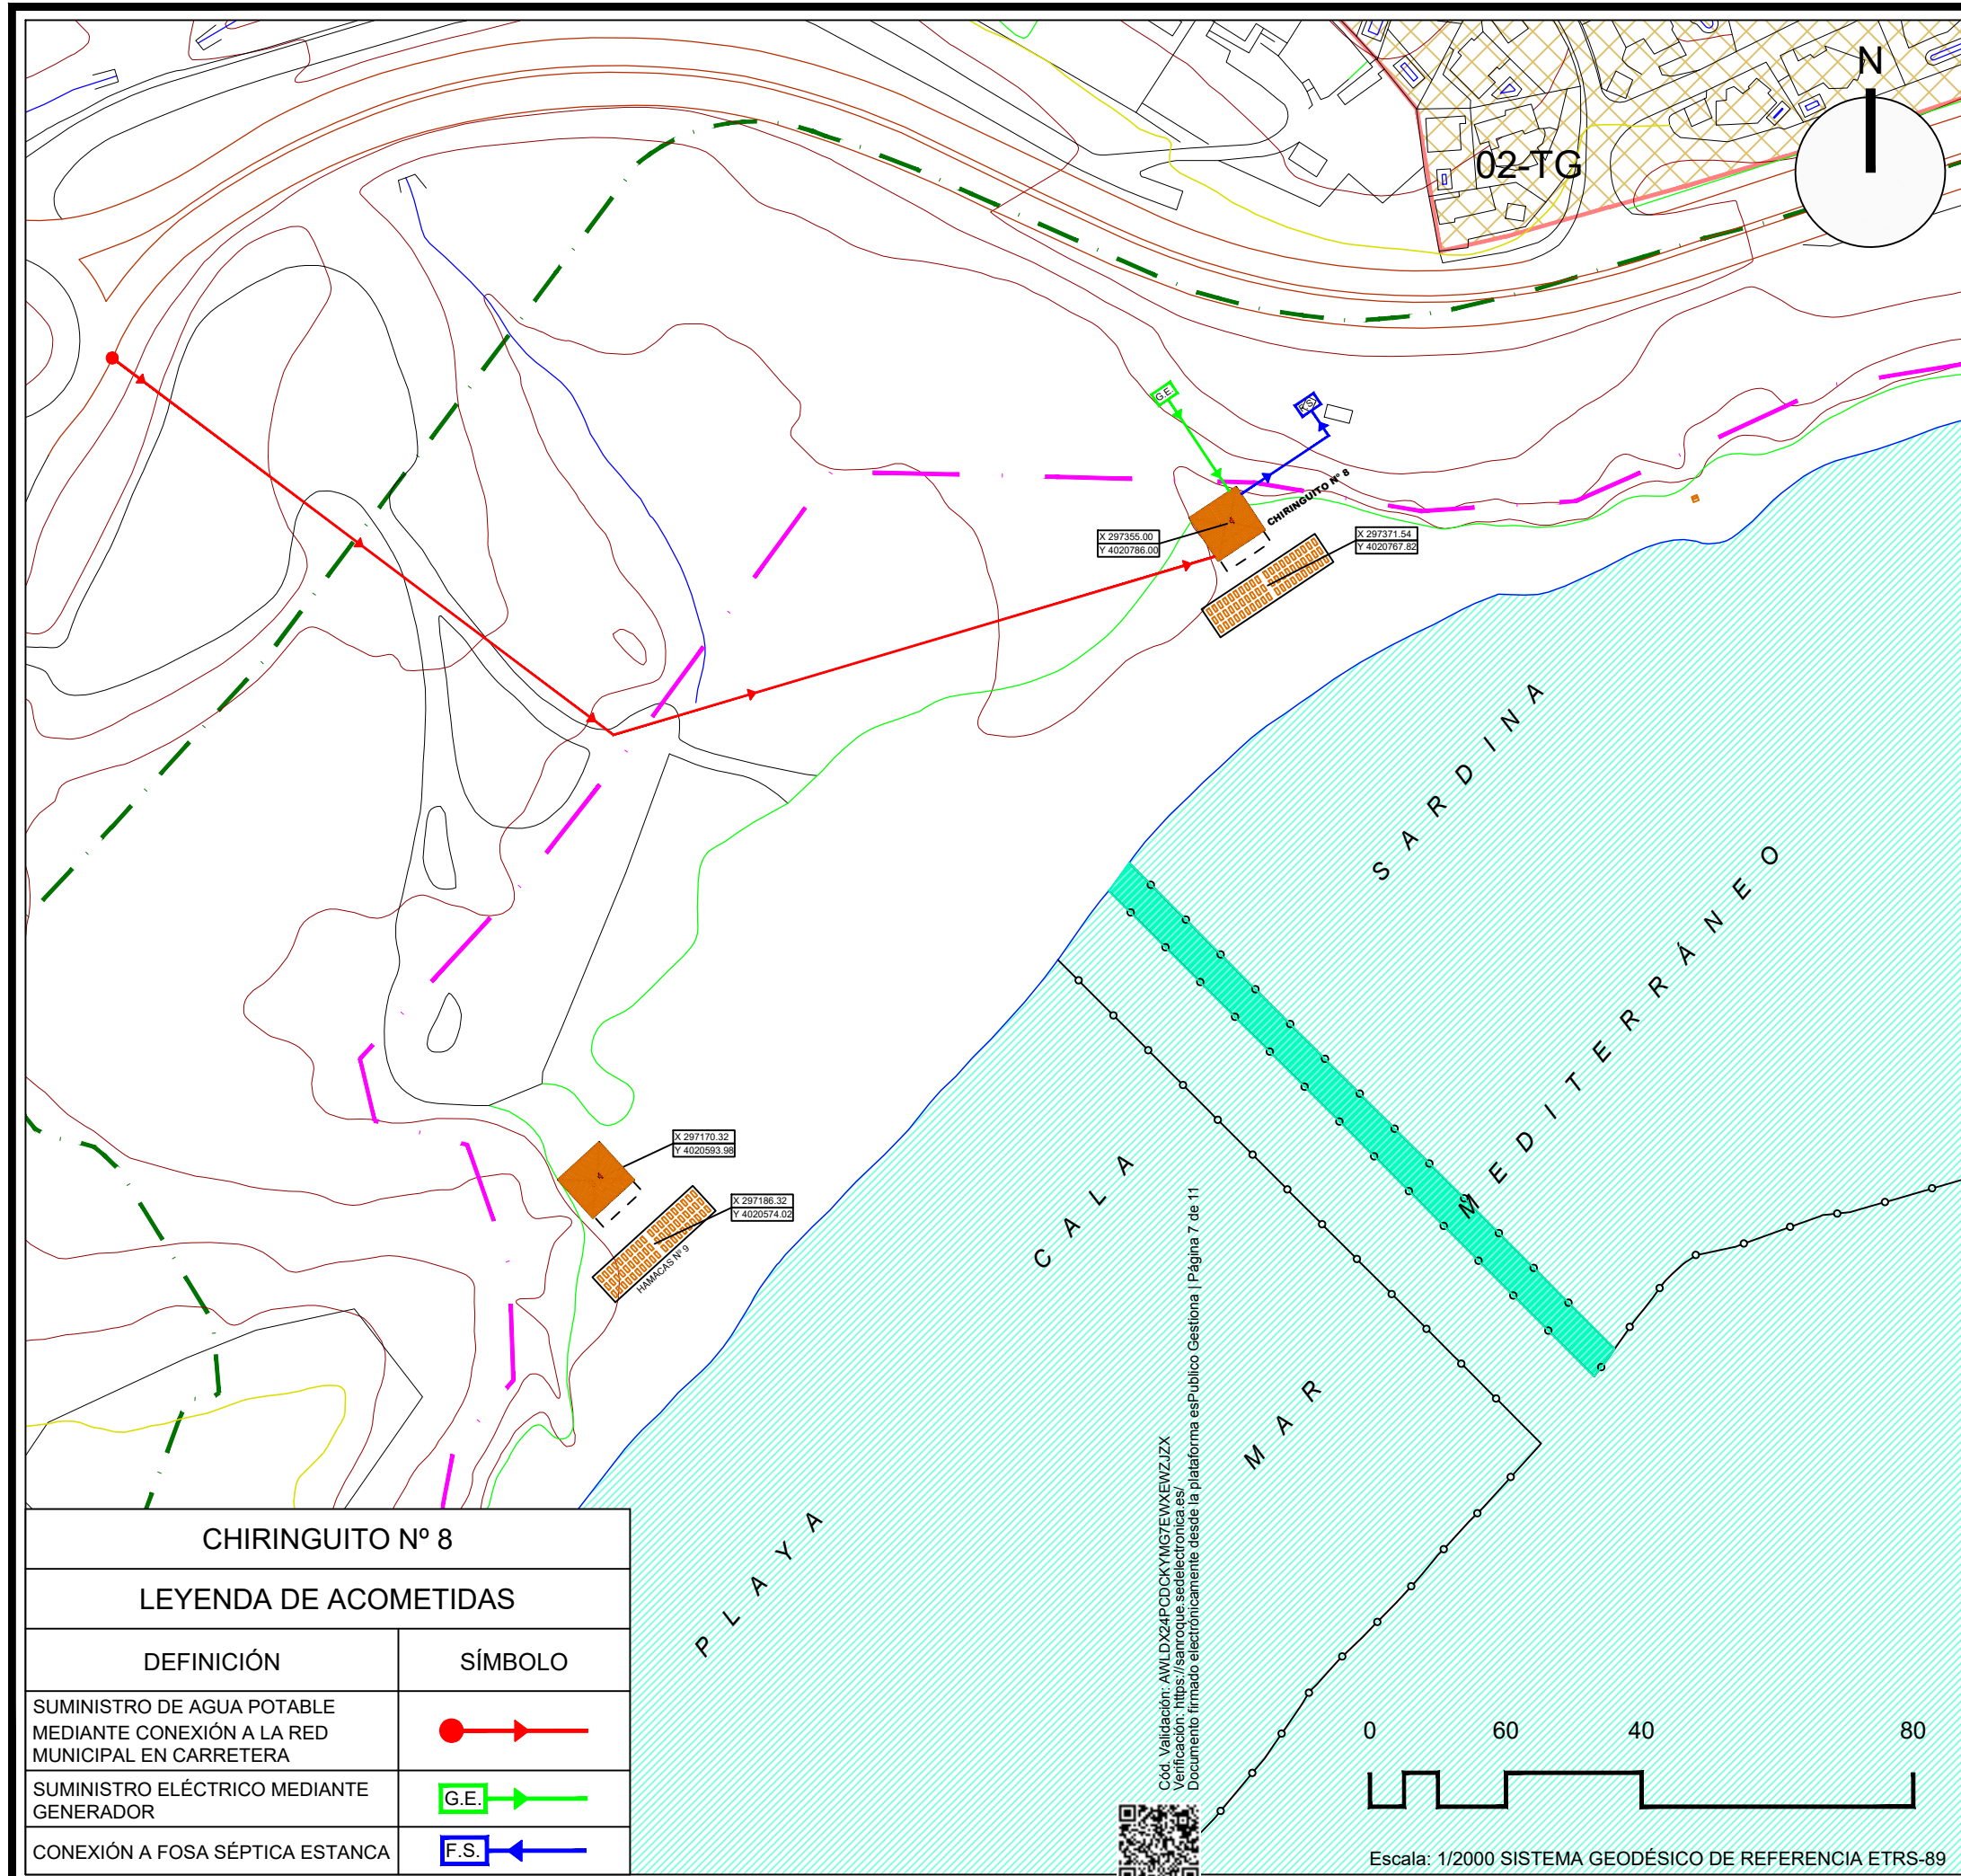 N
02-TG
G.E.
F.S.
CHIRINGUITO Nº 8
X 297355.00
Y 4020786.00
4
X 297371.54
Y 4020767.82
X 297170.32
Y 4020593.98
4
X 297186.32
Y 4020574.02
HAMACAS Nº 9
PLAYA CALA SARDINA
MAR MEDITERRÁNEO
Cód. Validación: AWLDX24PCDCKYMG7EWXEWZJZX
Verificación: https://sanroque.sedelectronica.es/
Documento firmado electrónicamente desde la plataforma esPublico Gestiona | Página 7 de 11
CHIRINGUITO Nº 8
LEYENDA DE ACOMETIDAS
DEFINICIÓN SÍMBOLO
SUMINISTRO DE AGUA POTABLE
MEDIANTE CONEXIÓN A LA RED
MUNICIPAL EN CARRETERA
SUMINISTRO ELÉCTRICO MEDIANTE
GENERADOR
G.E.
CONEXIÓN A FOSA SÉPTICA ESTANCA
F.S.
0 60 40 80
Escala: 1/2000 SISTEMA GEODÉSICO DE REFERENCIA ETRS-89